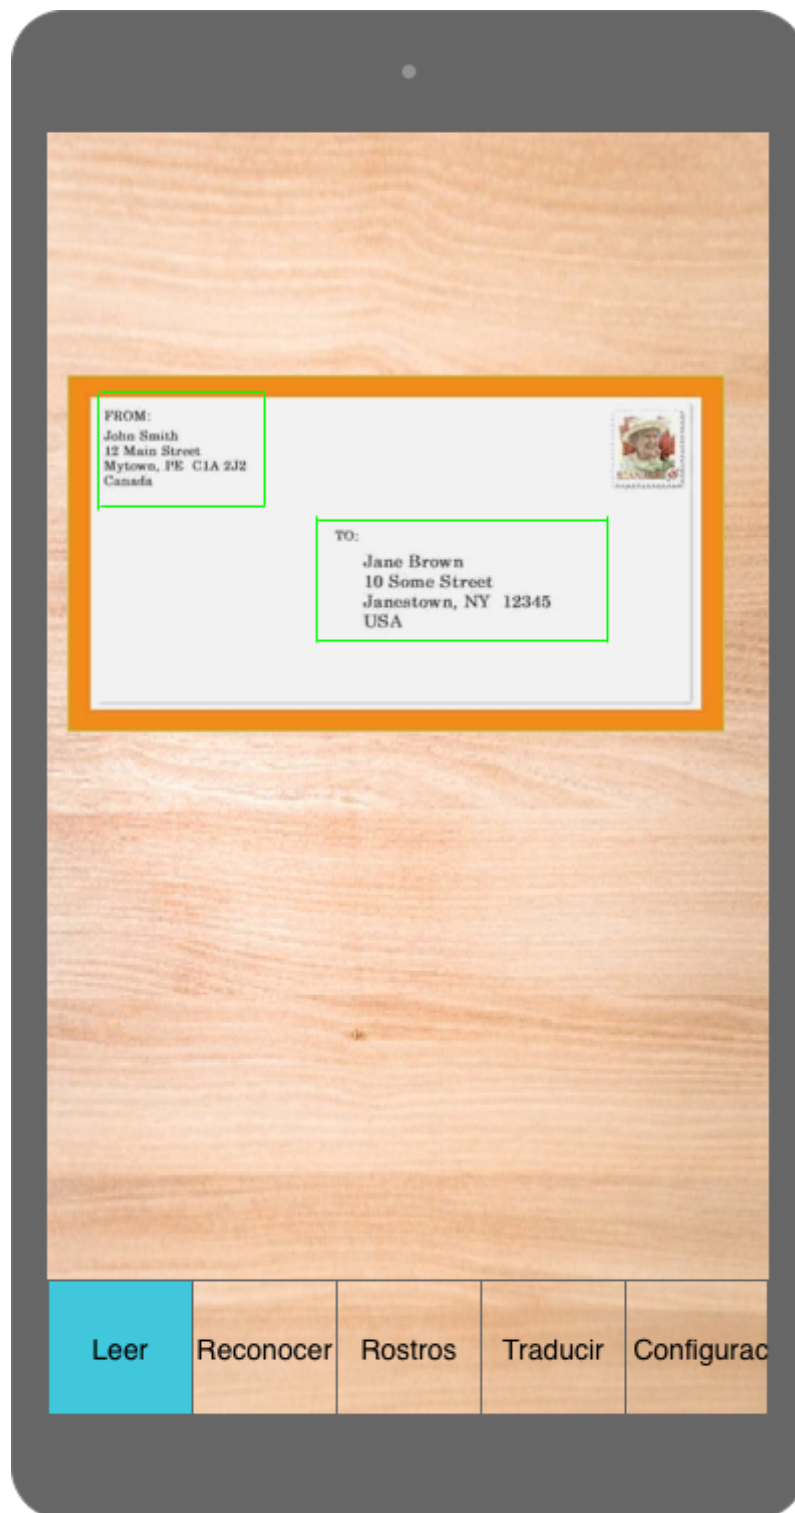 FROM:
John Smith
12 Main Street
Mytown, PE C1A 2J2
Canada
CANADA
TO:
Jane Brown
10 Some Street
Janestown, NY 12345
USA
Leer
Reconocer
Rostros
Traducir
Configurac